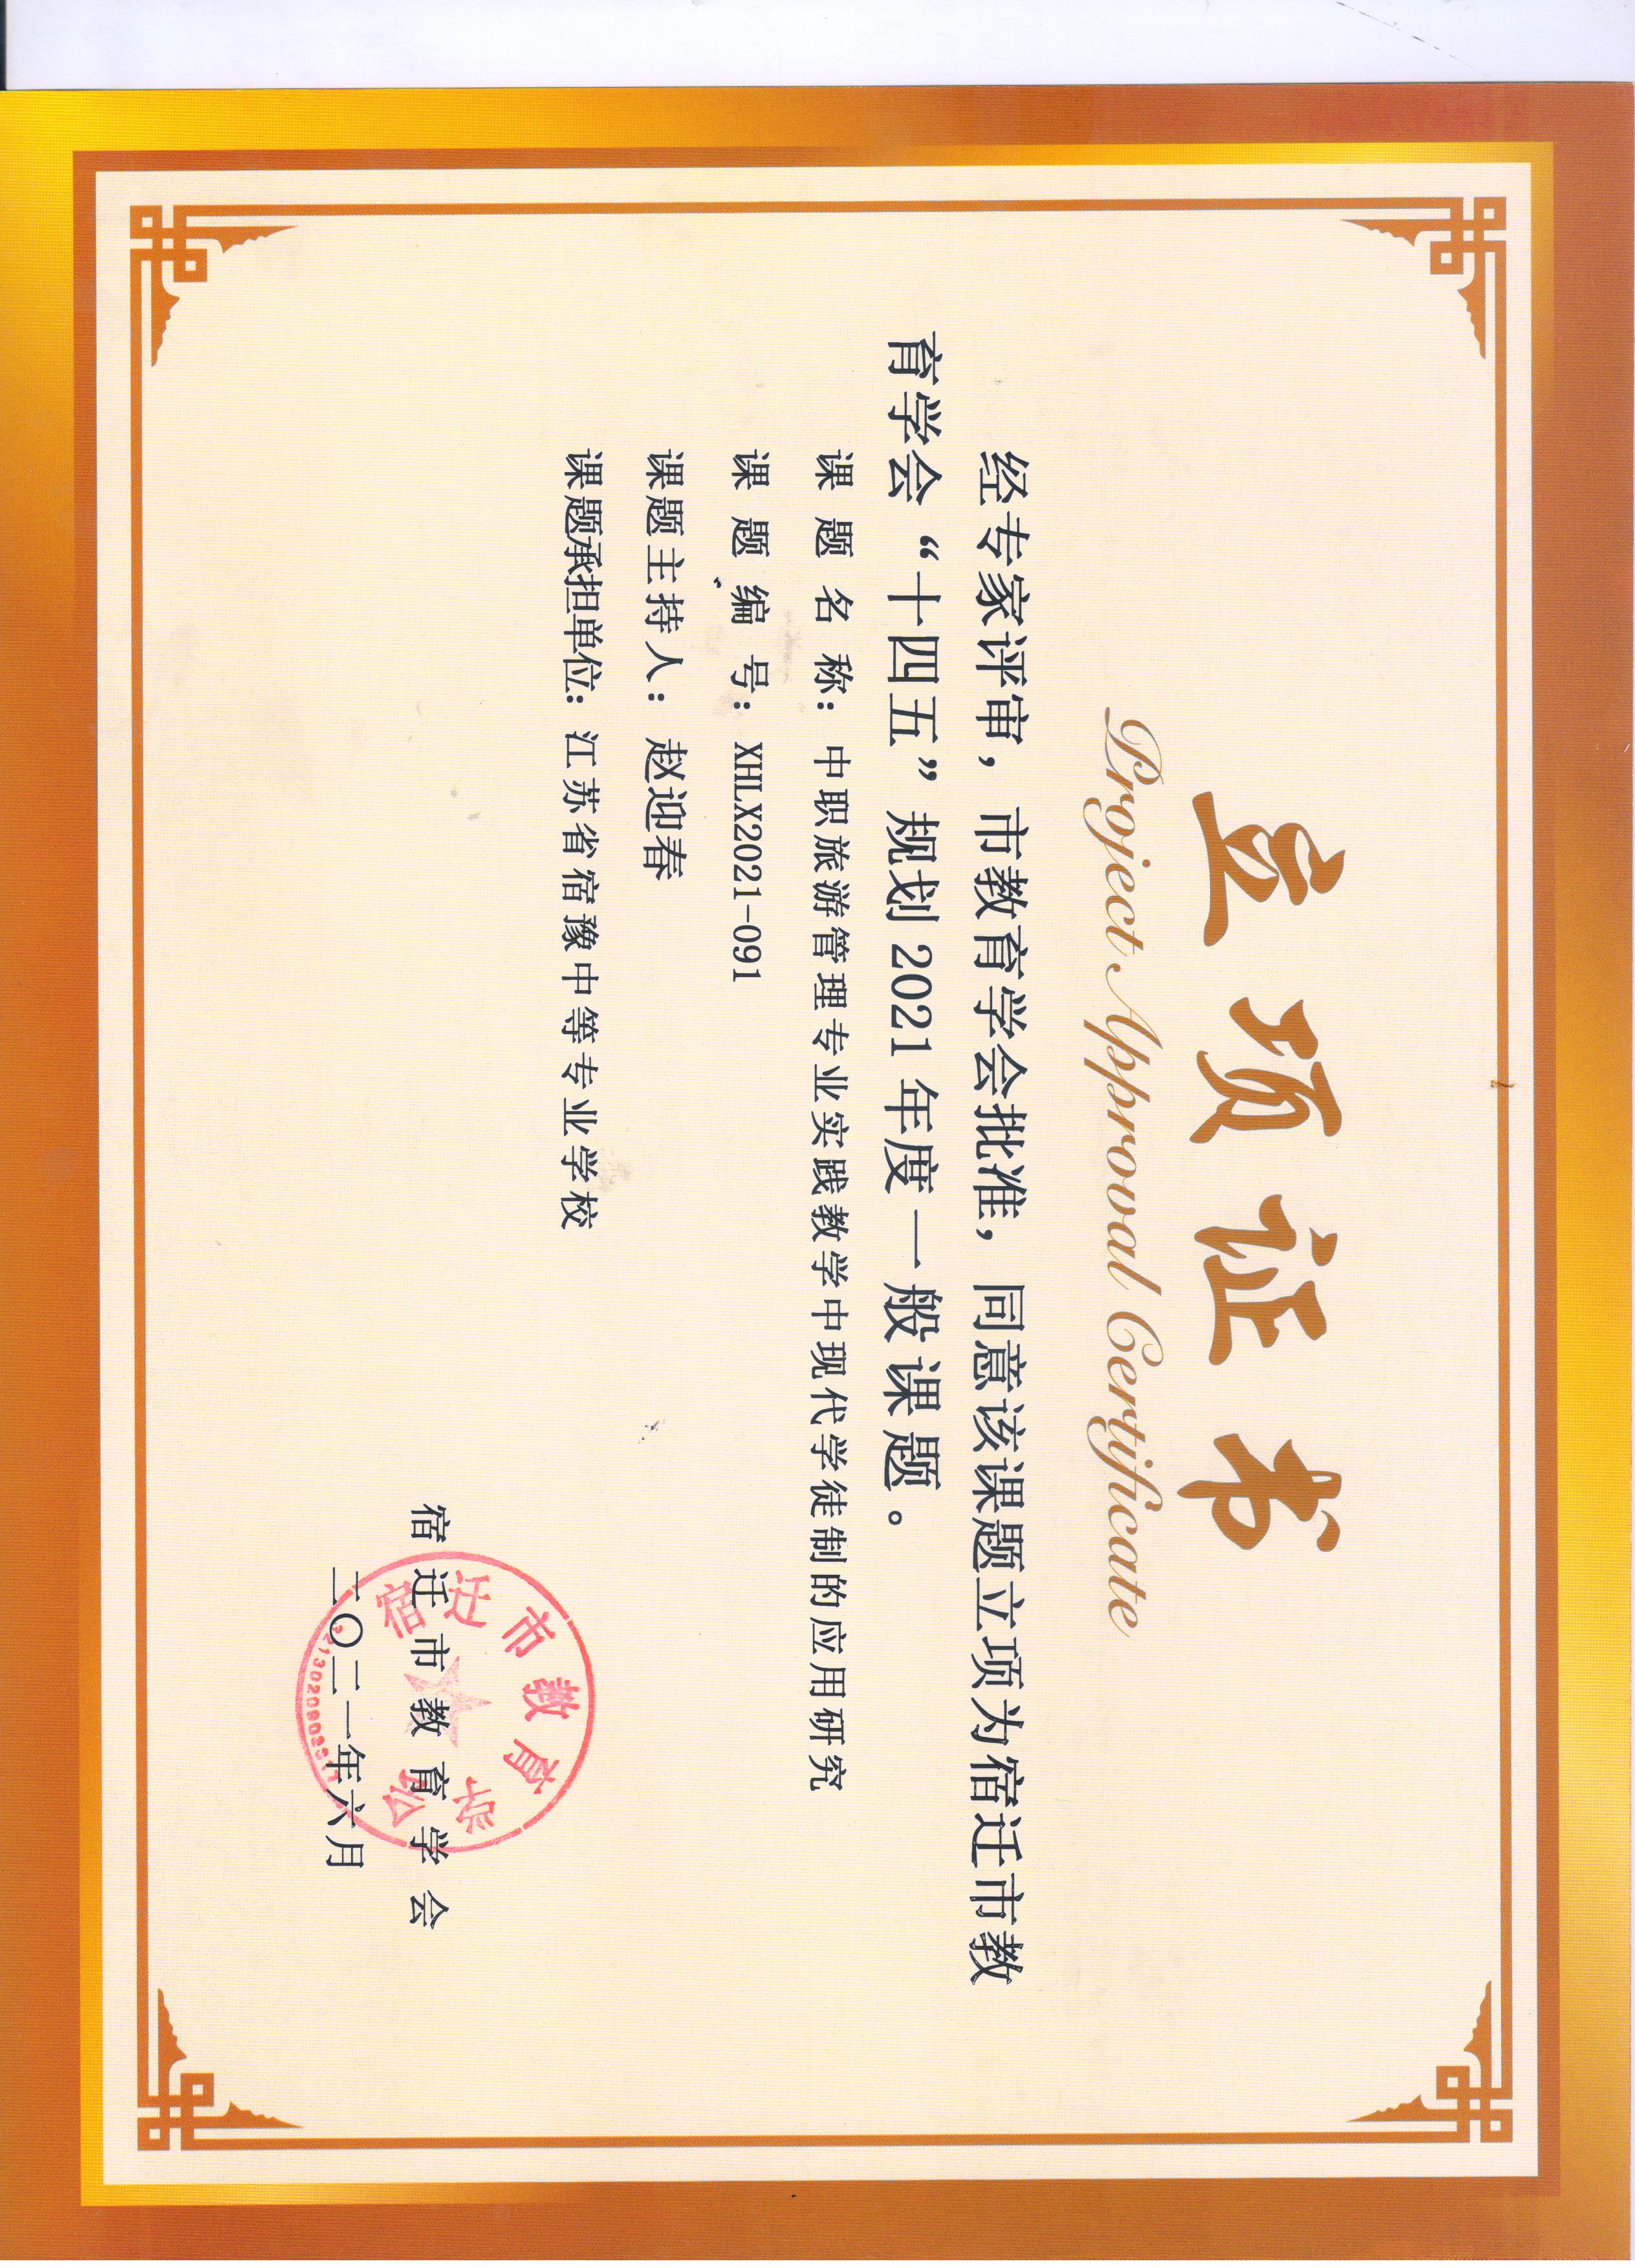 立项证书
Project Approval Certificate
经专家评审，市教育学会批准，同意该课题立项为宿迁市教
育学会“十四五”规划2021年度一般课题。
课题名称：中职旅游管理专业实践教学中现代学徒制的应用研究
课题编号：XHLX2021-091
课题主持人：赵迎春
课题承担单位：江苏省宿豫中等专业学校
宿迁市教育学会
二〇二一年六月
宿迁市教育学会